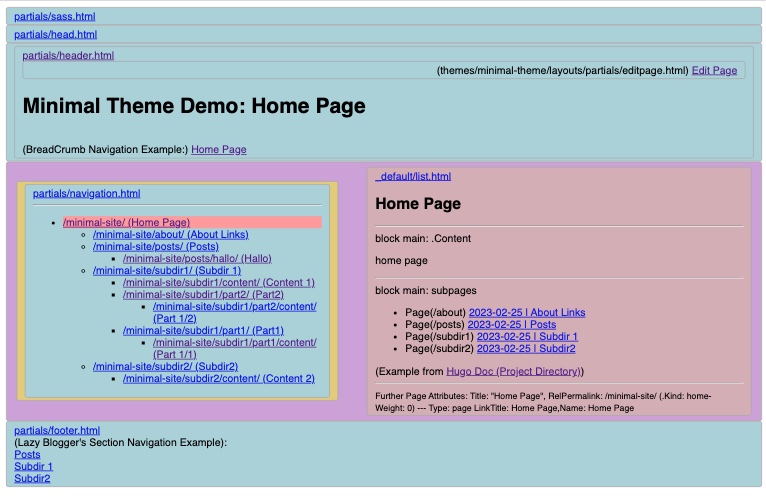 partials/sass.html
partials/head.html
partials/header.html
(themes/minimal-theme/layouts/partials/editpage.html) Edit Page
Minimal Theme Demo: Home Page
(BreadCrumb Navigation Example:) Home Page
partials/navigation.html
/minimal-site/ (Home Page)
/minimal-site/about/ (About Links)
/minimal-site/posts/ (Posts)
/minimal-site/posts/hallo/ (Hallo)
/minimal-site/subdir1/ (Subdir 1)
/minimal-site/subdir1/content/ (Content 1)
/minimal-site/subdir1/part2/ (Part2)
/minimal-site/subdir1/part2/content/
(Part 1/2)
/minimal-site/subdir1/part1/ (Part1)
/minimal-site/subdir1/part1/content/
(Part 1/1)
/minimal-site/subdir2/ (Subdir2)
/minimal-site/subdir2/content/ (Content 2)
_default/list.html
Home Page
block main: .Content
home page
block main: subpages
Page(/about) 2023-02-25 | About Links
Page(/posts) 2023-02-25 | Posts
Page(/subdir1) 2023-02-25 | Subdir 1
Page(/subdir2) 2023-02-25 | Subdir2
(Example from Hugo Doc (Project Directory))
Further Page Attributes: Title: "Home Page", RelPermalink: /minimal-site/ (.Kind: home-
Weight: 0) --- Type: page LinkTitle: Home Page,Name: Home Page
partials/footer.html
(Lazy Blogger's Section Navigation Example):
Posts
Subdir 1
Subdir2